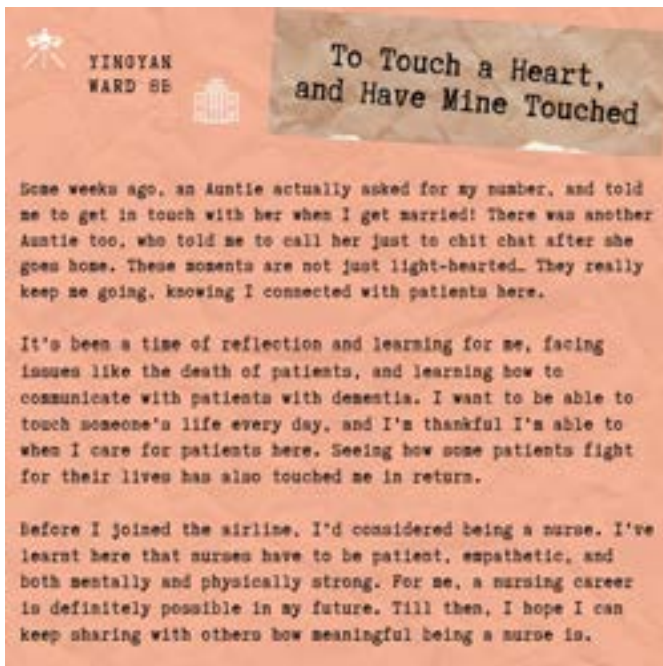 YINGYAN
WARD 8B
To Touch a Heart,
and Have Mine Touched
Some weeks ago, an Auntie actually asked for my number, and told
me to get in touch with her when I get married! There was another
Auntie too, who told me to call her just to chit chat after she
goes home. These moments are not just light-hearted… They really
keep me going, knowing I connected with patients here.
It's been a time of reflection and learning for me, facing
issues like the death of patients, and learning how to
communicate with patients with dementia. I want to be able to
touch someone's life every day, and I'm thankful I'm able to
when I care for patients here. Seeing how some patients fight
for their lives has also touched me in return.
Before I joined the airline, I'd considered being a nurse. I've
learnt here that nurses have to be patient, empathetic, and
both mentally and physically strong. For me, a nursing career
is definitely possible in my future. Till then, I hope I can
keep sharing with others how meaningful being a nurse is.